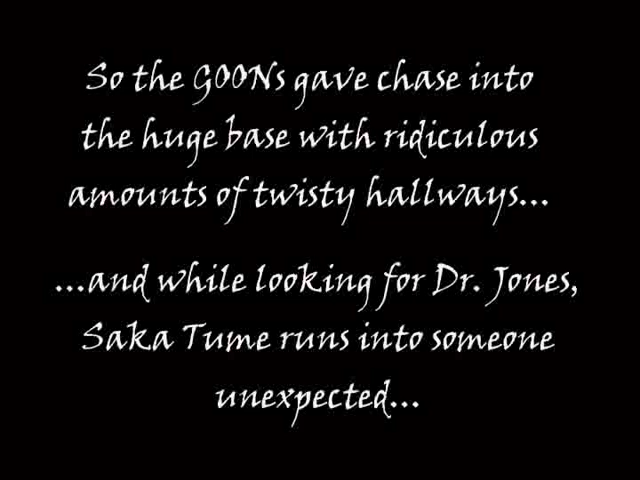 So the GOONs gave chase into
the huge base with ridiculous
amounts of twisty hallways...
...and while looking for Dr. Jones,
Saka Tume runs into someone
unexpected...